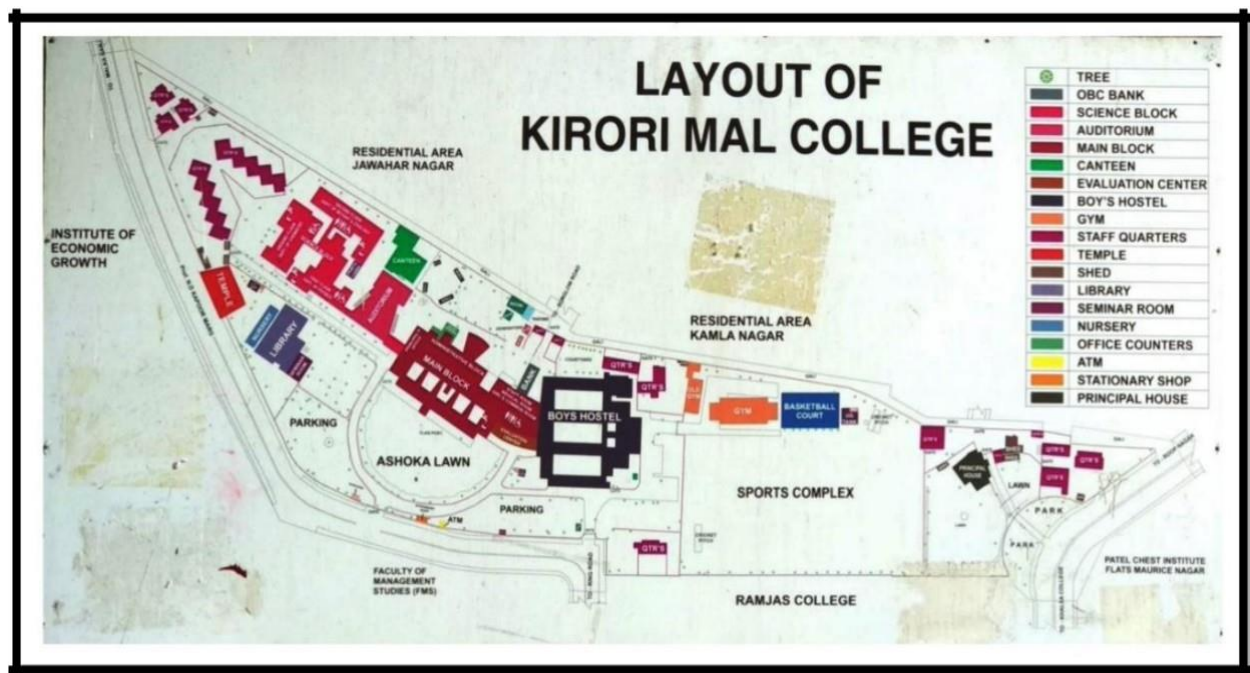 LAYOUT OF
KIRORI MAL COLLEGE
TREE
OBC BANK
SCIENCE BLOCK
AUDITORIUM
MAIN BLOCK
CANTEEN
EVALUATION CENTER
BOY'S HOSTEL
GYM
STAFF QUARTERS
TEMPLE
SHED
LIBRARY
SEMINAR ROOM
NURSERY
OFFICE COUNTERS
ATM
STATIONARY SHOP
PRINCIPAL HOUSE
RESIDENTIAL AREA
JAWAHAR NAGAR
INSTITUTE OF
ECONOMIC
GROWTH
TEMPLE
NURSERY
LIBRARY
CANTEEN
AUDITORIUM
RESIDENTIAL AREA
KAMLA NAGAR
MAIN BLOCK
BANK
BOYS HOSTEL
QTR'S
QTR'S
GYM
BASKETBALL
COURT
PARKING
ASHOKA LAWN
PARKING
ATM
SPORTS COMPLEX
QTR'S
PRINCIPAL
HOUSE
SHED
LAWN
QTR'S
QTR'S
QTR'S
PARK
PARK
QTR'S
FACULTY OF
MANAGEMENT
STUDIES (FMS)
RAMJAS COLLEGE
PATEL CHEST INSTITUTE
FLATS MAURICE NAGAR